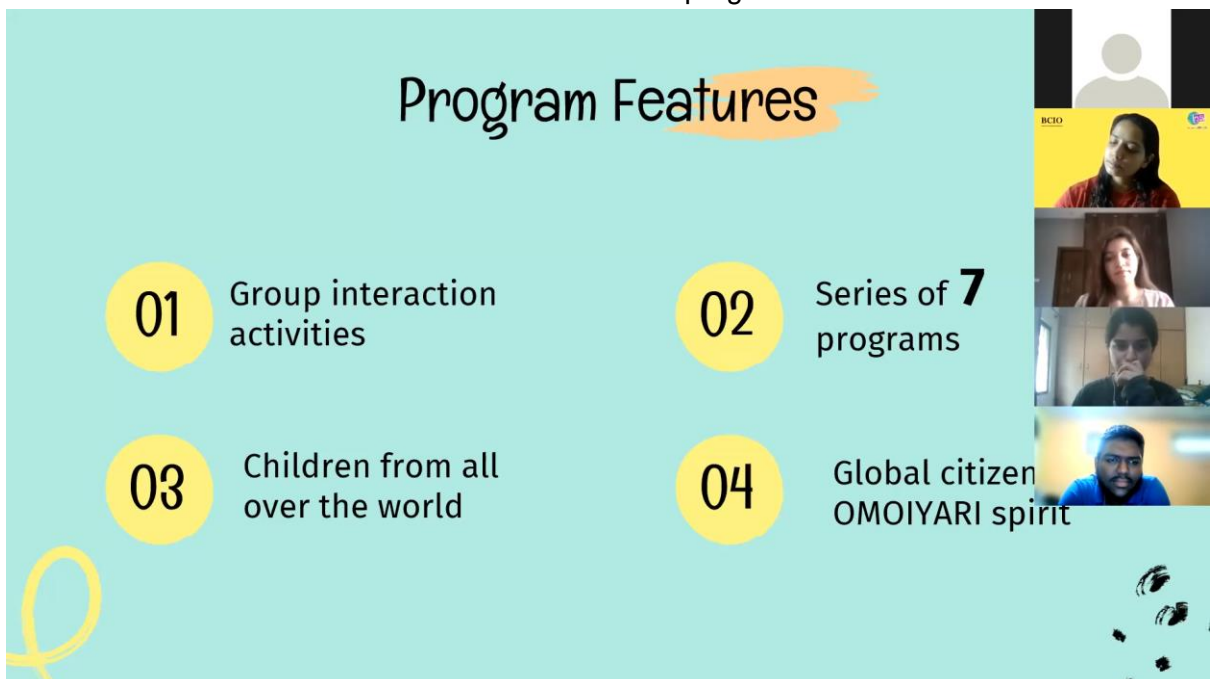 Program Features
01
Group interaction
activities
02
Series of 7
programs
03
Children from all
over the world
04
Global citizen
OMOIYARI spirit
BCIO